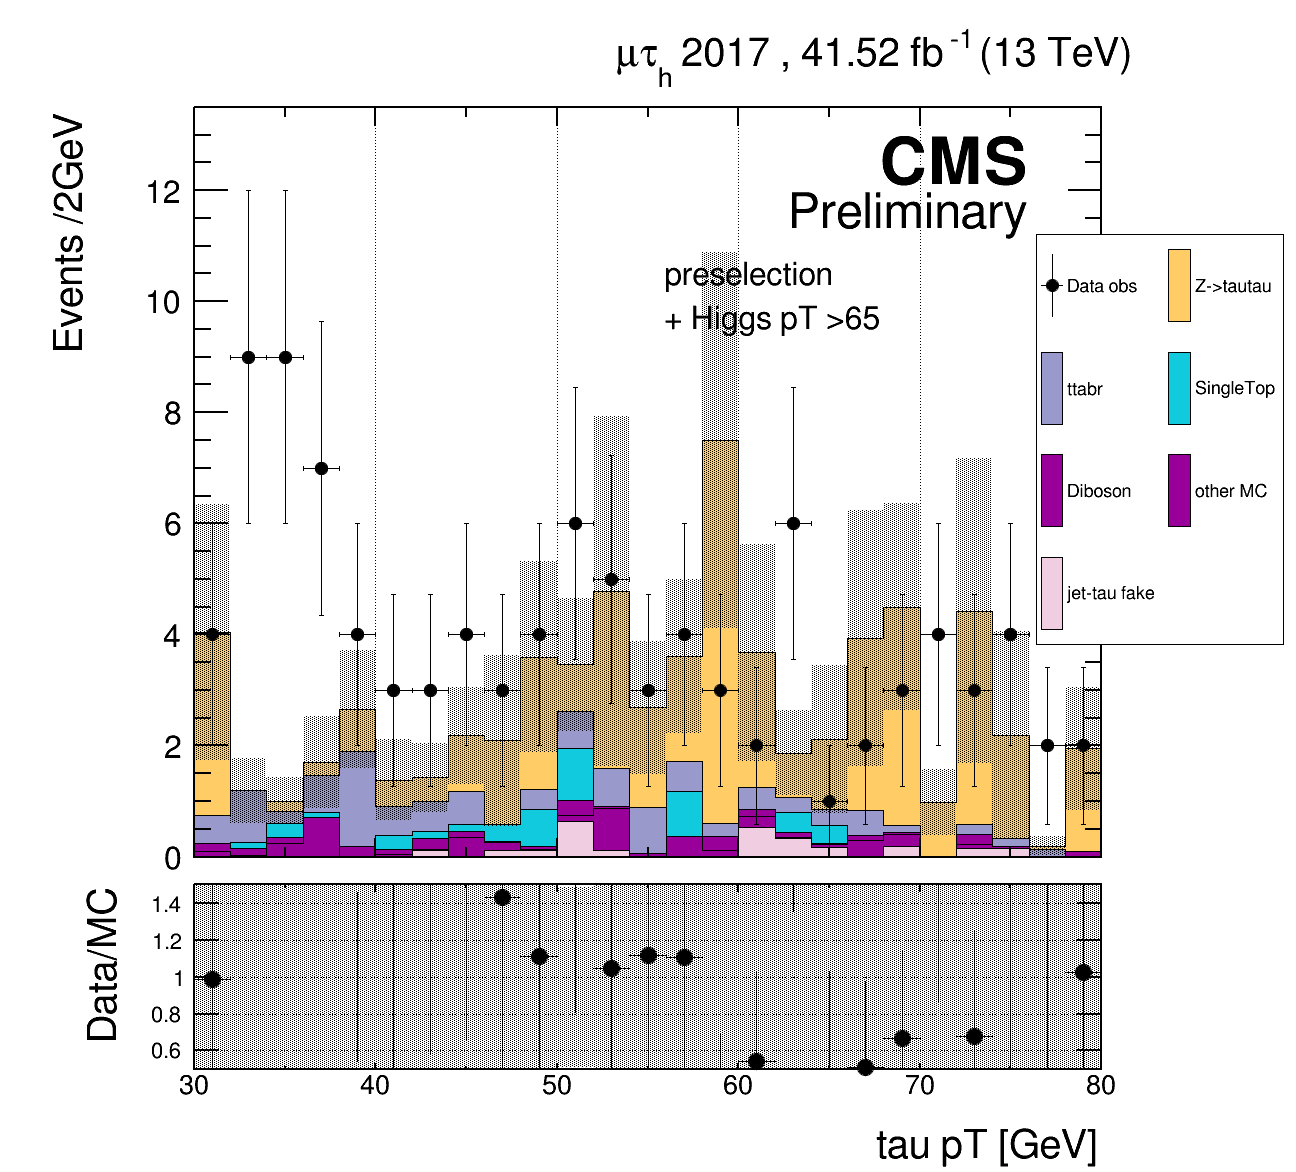 μτh 2017 , 41.52 fb-1 (13 TeV)
Events /2GeV
CMS
Preliminary
preselection
+ Higgs pT >65
12
10
8
6
4
2
0
Data obs
Z->tautau
ttabr
SingleTop
Diboson
other MC
jet-tau fake
Data/MC
1.4
1.2
1
0.8
0.6
30 40 50 60 70 80
tau pT [GeV]